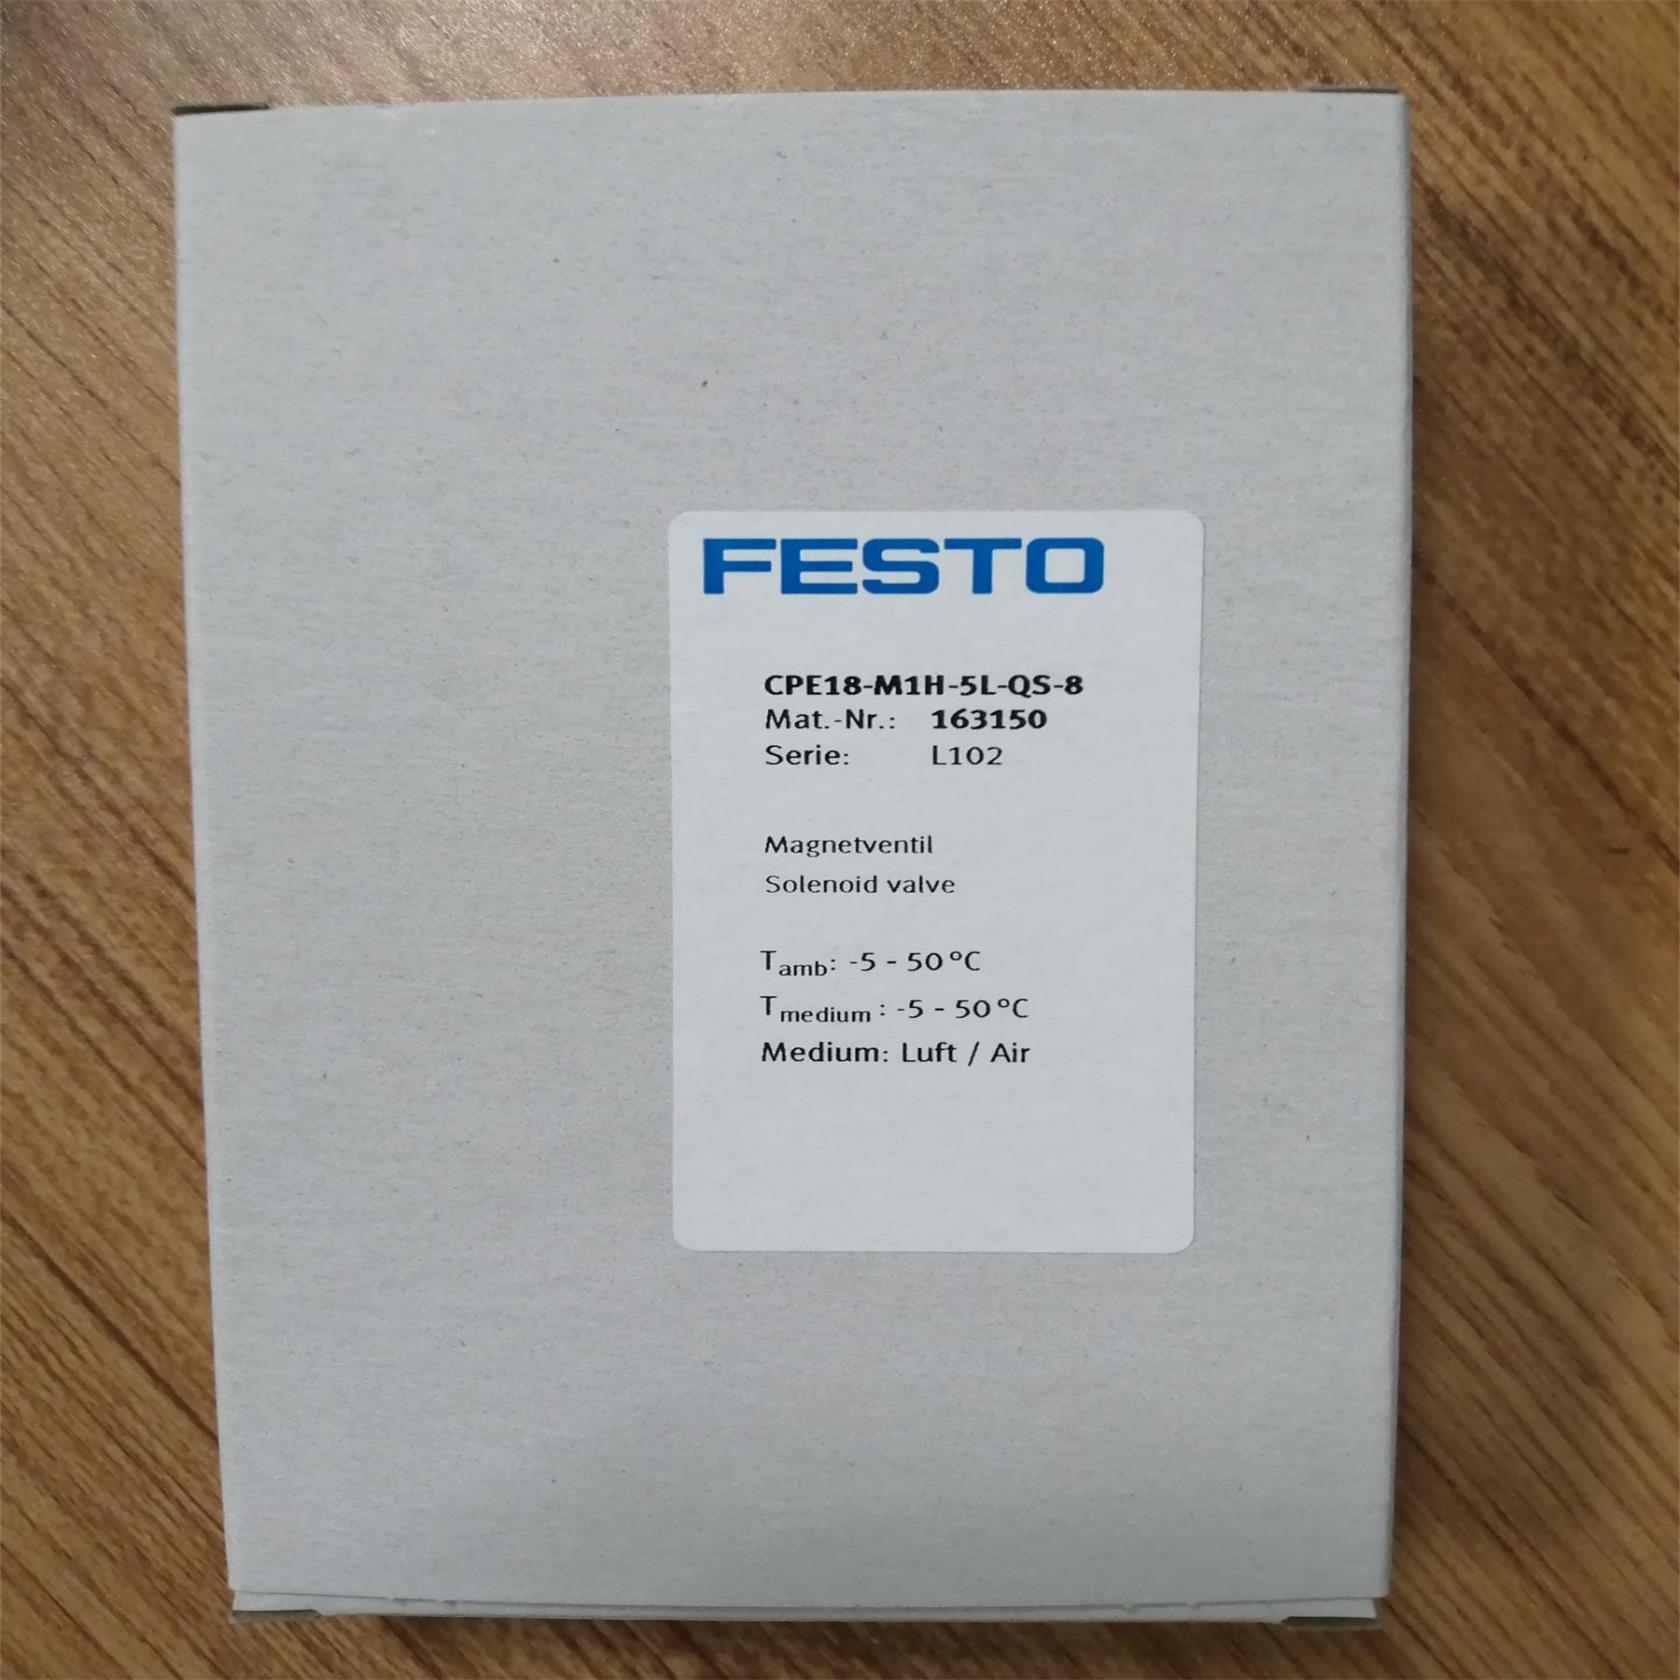 FESTO
CPE18-M1H-5L-QS-8
Mat.-Nr.: 163150
Serie: L102
Magnetventil
Solenoid valve
Tamb: -5 - 50°C
Tmedium : -5 - 50°C
Medium: Luft / Air